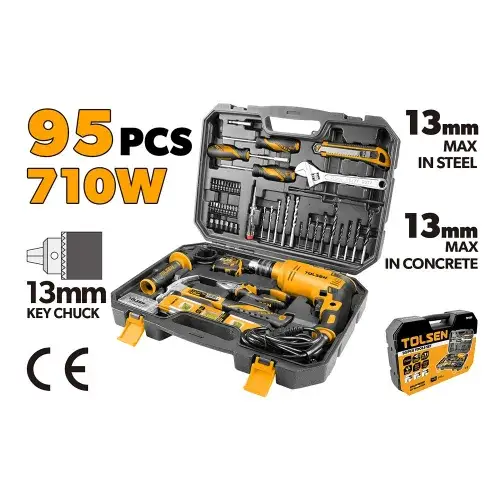 95 PCS
710W
13mm
KEY CHUCK
CE
13mm
MAX
IN STEEL
13mm
MAX
IN CONCRETE
TOLSEN
TOLSEN